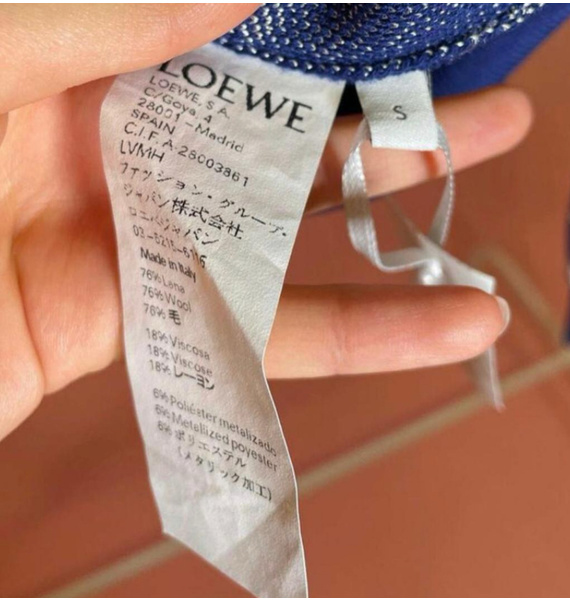 LOEWE
LOEWE, S.A.
C/Goya, 4
28001 - Madrid
SPAIN
C.I.F. A-28003861
LVMH
ファッション・グループ・
ジャパン株式会社
ロエベジャパン
Made in Italy
76% Lana
76% Wool
76% 毛
18% Viscosa
18% Viscose
18% レーヨン
6% Poliéster metalizado
6% Metallized polyester
6% ポリエステル
(メタリック加工)
S